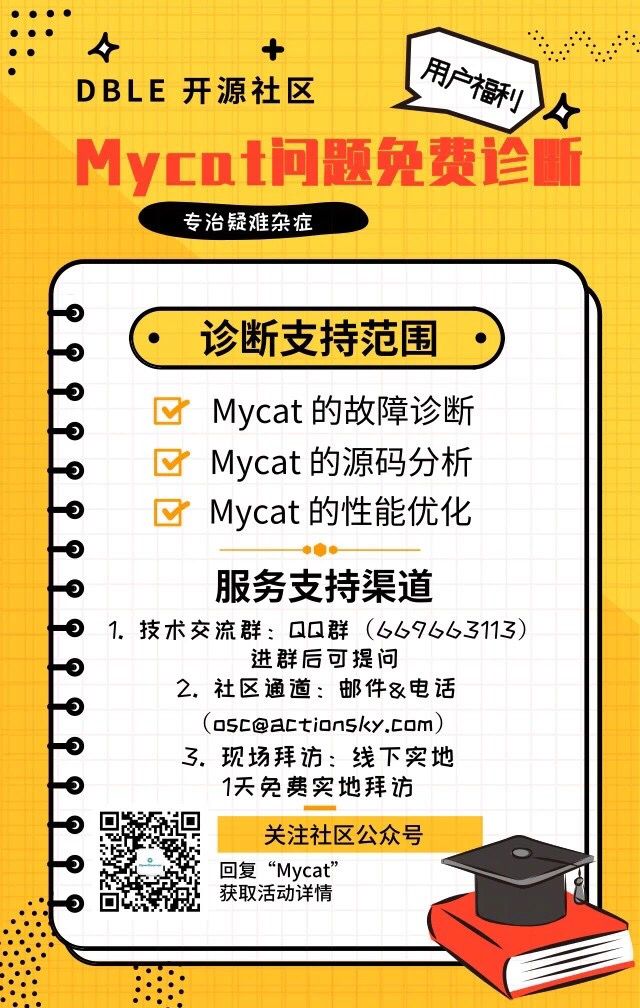 DBLE 开源社区
用户福利
Mycat问题免费诊断
专治疑难杂症
诊断支持范围
Mycat 的故障诊断
Mycat 的源码分析
Mycat 的性能优化
服务支持渠道
1. 技术交流群：QQ群（669663113）
进群后可提问
2. 社区通道：邮件&电话
（osc@actionsky.com）
3. 现场拜访：线下实地
1天免费实地拜访
关注社区公众号
回复“Mycat”
获取活动详情